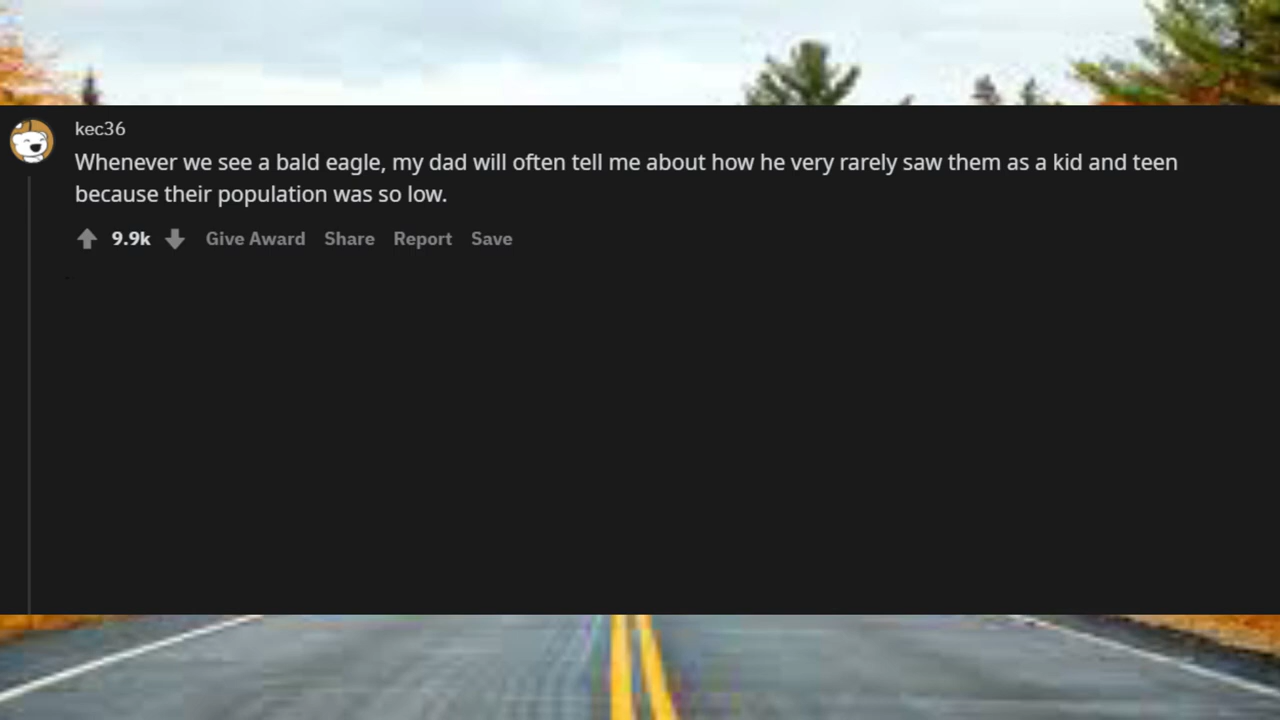 kec36
Whenever we see a bald eagle, my dad will often tell me about how he very rarely saw them as a kid and teen
because their population was so low.
9.9k Give Award Share Report Save